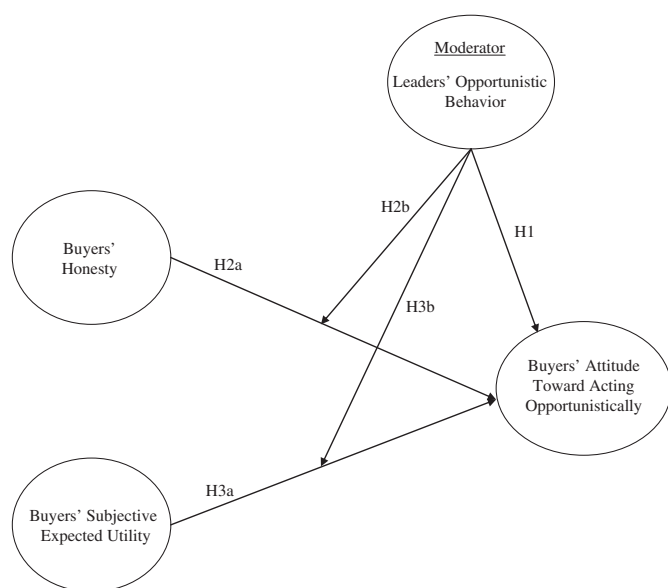 Moderator
Leaders' Opportunistic
Behavior
H2b
H1
Buyers'
Honesty
H2a
H3b
Buyers' Attitude
Toward Acting
Opportunistically
H3a
Buyers' Subjective
Expected Utility